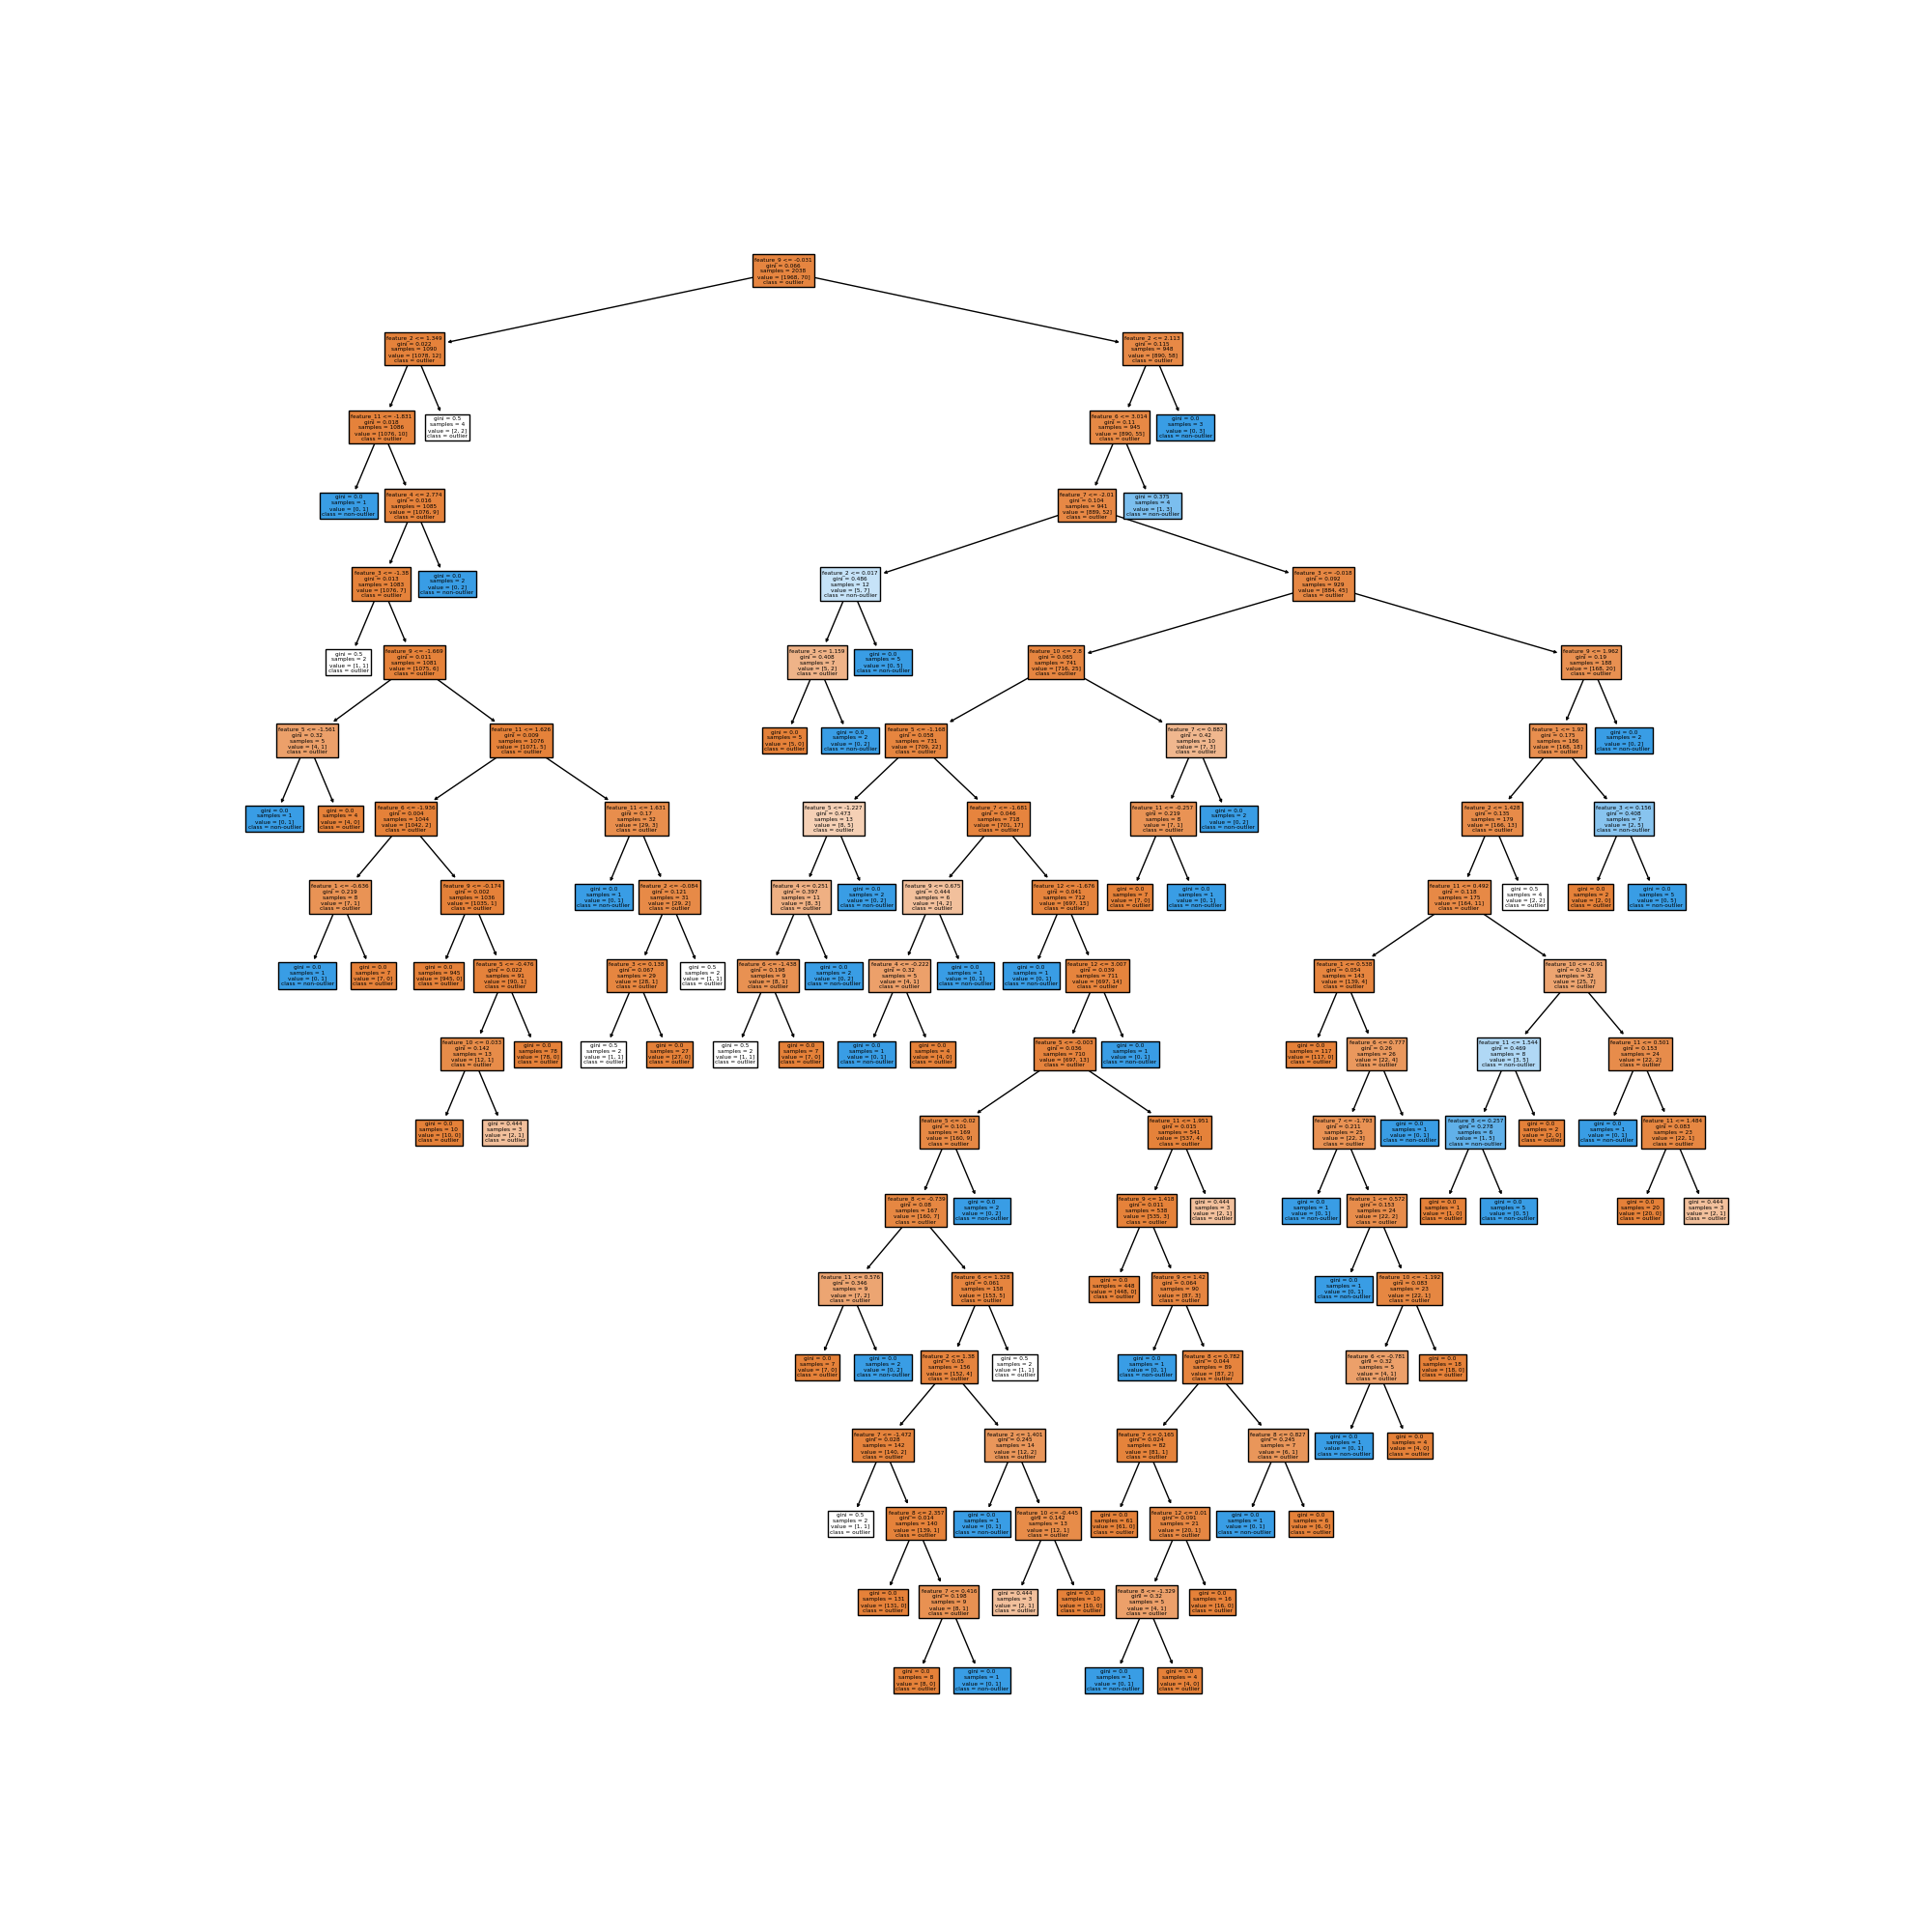 feature_9 <= -0.031
gini = 0.066
samples = 2038
value = [1968, 70]
class = outlier
feature_2 <= 1.349
gini = 0.022
samples = 1090
value = [1078, 12]
class = outlier
feature_2 <= 2.113
gini = 0.115
samples = 948
value = [890, 58]
class = outlier
feature_11 <= -1.831
gini = 0.018
samples = 1086
value = [1076, 10]
class = outlier
gini = 0.5
samples = 4
value = [2, 2]
class = outlier
feature_6 <= 3.014
gini = 0.11
samples = 945
value = [890, 55]
class = outlier
gini = 0.0
samples = 3
value = [0, 3]
class = non-outlier
gini = 0.0
samples = 1
value = [0, 1]
class = non-outlier
feature_4 <= 2.774
gini = 0.016
samples = 1085
value = [1076, 9]
class = outlier
feature_7 <= -2.01
gini = 0.104
samples = 941
value = [889, 52]
class = outlier
gini = 0.375
samples = 4
value = [1, 3]
class = non-outlier
feature_3 <= -1.38
gini = 0.013
samples = 1083
value = [1076, 7]
class = outlier
gini = 0.0
samples = 2
value = [0, 2]
class = non-outlier
feature_2 <= 0.017
gini = 0.486
samples = 12
value = [5, 7]
class = non-outlier
feature_3 <= -0.018
gini = 0.092
samples = 929
value = [884, 45]
class = outlier
gini = 0.5
samples = 2
value = [1, 1]
class = outlier
feature_9 <= -1.669
gini = 0.011
samples = 1081
value = [1075, 6]
class = outlier
feature_3 <= 1.159
gini = 0.408
samples = 7
value = [5, 2]
class = outlier
gini = 0.0
samples = 5
value = [0, 5]
class = non-outlier
feature_10 <= 2.8
gini = 0.065
samples = 741
value = [716, 25]
class = outlier
feature_9 <= 1.962
gini = 0.19
samples = 188
value = [168, 20]
class = outlier
feature_5 <= -1.561
gini = 0.32
samples = 5
value = [4, 1]
class = outlier
feature_11 <= 1.626
gini = 0.009
samples = 1076
value = [1071, 5]
class = outlier
gini = 0.0
samples = 5
value = [5, 0]
class = outlier
gini = 0.0
samples = 2
value = [0, 2]
class = non-outlier
feature_5 <= -1.168
gini = 0.058
samples = 731
value = [709, 22]
class = outlier
feature_7 <= 0.882
gini = 0.42
samples = 10
value = [7, 3]
class = outlier
feature_1 <= 1.92
gini = 0.175
samples = 186
value = [168, 18]
class = outlier
gini = 0.0
samples = 2
value = [0, 2]
class = non-outlier
gini = 0.0
samples = 1
value = [0, 1]
class = non-outlier
gini = 0.0
samples = 4
value = [4, 0]
class = outlier
feature_6 <= -1.936
gini = 0.004
samples = 1044
value = [1042, 2]
class = outlier
feature_11 <= 1.631
gini = 0.17
samples = 32
value = [29, 3]
class = outlier
feature_5 <= -1.227
gini = 0.473
samples = 13
value = [8, 5]
class = outlier
feature_7 <= -1.681
gini = 0.046
samples = 718
value = [701, 17]
class = outlier
feature_11 <= -0.257
gini = 0.219
samples = 8
value = [7, 1]
class = outlier
gini = 0.0
samples = 2
value = [0, 2]
class = non-outlier
feature_2 <= 1.428
gini = 0.135
samples = 179
value = [166, 13]
class = outlier
feature_3 <= 0.156
gini = 0.408
samples = 7
value = [2, 5]
class = non-outlier
feature_1 <= -0.636
gini = 0.219
samples = 8
value = [7, 1]
class = outlier
feature_9 <= -0.174
gini = 0.002
samples = 1036
value = [1035, 1]
class = outlier
gini = 0.0
samples = 1
value = [0, 1]
class = non-outlier
feature_2 <= -0.084
gini = 0.121
samples = 31
value = [29, 2]
class = outlier
feature_4 <= 0.251
gini = 0.397
samples = 11
value = [8, 3]
class = outlier
gini = 0.0
samples = 2
value = [0, 2]
class = non-outlier
feature_9 <= 0.675
gini = 0.444
samples = 6
value = [4, 2]
class = outlier
feature_12 <= -1.676
gini = 0.041
samples = 712
value = [697, 15]
class = outlier
gini = 0.0
samples = 7
value = [7, 0]
class = outlier
gini = 0.0
samples = 1
value = [0, 1]
class = non-outlier
feature_11 <= 0.492
gini = 0.118
samples = 175
value = [164, 11]
class = outlier
gini = 0.5
samples = 4
value = [2, 2]
class = outlier
gini = 0.0
samples = 2
value = [2, 0]
class = outlier
gini = 0.0
samples = 5
value = [0, 5]
class = non-outlier
gini = 0.0
samples = 1
value = [0, 1]
class = non-outlier
gini = 0.0
samples = 7
value = [7, 0]
class = outlier
gini = 0.0
samples = 945
value = [945, 0]
class = outlier
feature_5 <= -0.476
gini = 0.022
samples = 91
value = [90, 1]
class = outlier
feature_3 <= 0.138
gini = 0.067
samples = 29
value = [28, 1]
class = outlier
gini = 0.5
samples = 2
value = [1, 1]
class = outlier
feature_6 <= -1.438
gini = 0.198
samples = 9
value = [8, 1]
class = outlier
gini = 0.0
samples = 2
value = [0, 2]
class = non-outlier
feature_4 <= -0.222
gini = 0.32
samples = 5
value = [4, 1]
class = outlier
gini = 0.0
samples = 1
value = [0, 1]
class = non-outlier
gini = 0.0
samples = 1
value = [0, 1]
class = non-outlier
feature_12 <= 3.007
gini = 0.039
samples = 711
value = [697, 14]
class = outlier
feature_1 <= 0.538
gini = 0.054
samples = 143
value = [139, 4]
class = outlier
feature_10 <= -0.91
gini = 0.342
samples = 32
value = [25, 7]
class = outlier
feature_10 <= 0.033
gini = 0.142
samples = 13
value = [12, 1]
class = outlier
gini = 0.0
samples = 78
value = [78, 0]
class = outlier
gini = 0.5
samples = 2
value = [1, 1]
class = outlier
gini = 0.0
samples = 27
value = [27, 0]
class = outlier
gini = 0.5
samples = 2
value = [1, 1]
class = outlier
gini = 0.0
samples = 7
value = [7, 0]
class = outlier
gini = 0.0
samples = 1
value = [0, 1]
class = non-outlier
gini = 0.0
samples = 4
value = [4, 0]
class = outlier
feature_5 <= -0.003
gini = 0.036
samples = 710
value = [697, 13]
class = outlier
gini = 0.0
samples = 1
value = [0, 1]
class = non-outlier
gini = 0.0
samples = 117
value = [117, 0]
class = outlier
feature_6 <= 0.777
gini = 0.26
samples = 26
value = [22, 4]
class = outlier
feature_11 <= 1.544
gini = 0.469
samples = 8
value = [3, 5]
class = non-outlier
feature_11 <= 0.501
gini = 0.153
samples = 24
value = [22, 2]
class = outlier
gini = 0.0
samples = 10
value = [10, 0]
class = outlier
gini = 0.444
samples = 3
value = [2, 1]
class = outlier
feature_5 <= -0.02
gini = 0.101
samples = 169
value = [160, 9]
class = outlier
feature_11 <= 1.951
gini = 0.015
samples = 541
value = [537, 4]
class = outlier
feature_7 <= -1.793
gini = 0.211
samples = 25
value = [22, 3]
class = outlier
gini = 0.0
samples = 1
value = [0, 1]
class = non-outlier
feature_8 <= 0.257
gini = 0.278
samples = 6
value = [1, 5]
class = non-outlier
gini = 0.0
samples = 2
value = [2, 0]
class = outlier
gini = 0.0
samples = 1
value = [0, 1]
class = non-outlier
feature_11 <= 1.484
gini = 0.083
samples = 23
value = [22, 1]
class = outlier
feature_8 <= -0.739
gini = 0.08
samples = 167
value = [160, 7]
class = outlier
gini = 0.0
samples = 2
value = [0, 2]
class = non-outlier
feature_9 <= 1.418
gini = 0.011
samples = 538
value = [535, 3]
class = outlier
gini = 0.444
samples = 3
value = [2, 1]
class = outlier
gini = 0.0
samples = 1
value = [0, 1]
class = non-outlier
feature_1 <= 0.572
gini = 0.153
samples = 24
value = [22, 2]
class = outlier
gini = 0.0
samples = 1
value = [1, 0]
class = outlier
gini = 0.0
samples = 5
value = [0, 5]
class = non-outlier
gini = 0.0
samples = 20
value = [20, 0]
class = outlier
gini = 0.444
samples = 3
value = [2, 1]
class = outlier
feature_11 <= 0.576
gini = 0.346
samples = 9
value = [7, 2]
class = outlier
feature_6 <= 1.328
gini = 0.061
samples = 158
value = [153, 5]
class = outlier
gini = 0.0
samples = 448
value = [448, 0]
class = outlier
feature_9 <= 1.42
gini = 0.064
samples = 90
value = [87, 3]
class = outlier
gini = 0.0
samples = 1
value = [0, 1]
class = non-outlier
feature_10 <= -1.192
gini = 0.083
samples = 23
value = [22, 1]
class = outlier
gini = 0.0
samples = 7
value = [7, 0]
class = outlier
gini = 0.0
samples = 2
value = [0, 2]
class = non-outlier
feature_2 <= 1.38
gini = 0.05
samples = 156
value = [152, 4]
class = outlier
gini = 0.5
samples = 2
value = [1, 1]
class = outlier
gini = 0.0
samples = 1
value = [0, 1]
class = non-outlier
feature_8 <= 0.782
gini = 0.044
samples = 89
value = [87, 2]
class = outlier
feature_6 <= -0.781
gini = 0.32
samples = 5
value = [4, 1]
class = outlier
gini = 0.0
samples = 18
value = [18, 0]
class = outlier
feature_7 <= -1.472
gini = 0.028
samples = 142
value = [140, 2]
class = outlier
feature_2 <= 1.401
gini = 0.245
samples = 14
value = [12, 2]
class = outlier
feature_7 <= 0.165
gini = 0.024
samples = 82
value = [81, 1]
class = outlier
feature_8 <= 0.827
gini = 0.245
samples = 7
value = [6, 1]
class = outlier
gini = 0.0
samples = 1
value = [0, 1]
class = non-outlier
gini = 0.0
samples = 4
value = [4, 0]
class = outlier
gini = 0.5
samples = 2
value = [1, 1]
class = outlier
feature_8 <= 2.357
gini = 0.014
samples = 140
value = [139, 1]
class = outlier
gini = 0.0
samples = 1
value = [0, 1]
class = non-outlier
feature_10 <= -0.445
gini = 0.142
samples = 13
value = [12, 1]
class = outlier
gini = 0.0
samples = 61
value = [61, 0]
class = outlier
feature_12 <= 0.01
gini = 0.091
samples = 21
value = [20, 1]
class = outlier
gini = 0.0
samples = 1
value = [0, 1]
class = non-outlier
gini = 0.0
samples = 6
value = [6, 0]
class = outlier
gini = 0.0
samples = 131
value = [131, 0]
class = outlier
feature_7 <= 0.416
gini = 0.198
samples = 9
value = [8, 1]
class = outlier
gini = 0.444
samples = 3
value = [2, 1]
class = outlier
gini = 0.0
samples = 10
value = [10, 0]
class = outlier
feature_8 <= -1.329
gini = 0.32
samples = 5
value = [4, 1]
class = outlier
gini = 0.0
samples = 16
value = [16, 0]
class = outlier
gini = 0.0
samples = 8
value = [8, 0]
class = outlier
gini = 0.0
samples = 1
value = [0, 1]
class = non-outlier
gini = 0.0
samples = 1
value = [0, 1]
class = non-outlier
gini = 0.0
samples = 4
value = [4, 0]
class = outlier